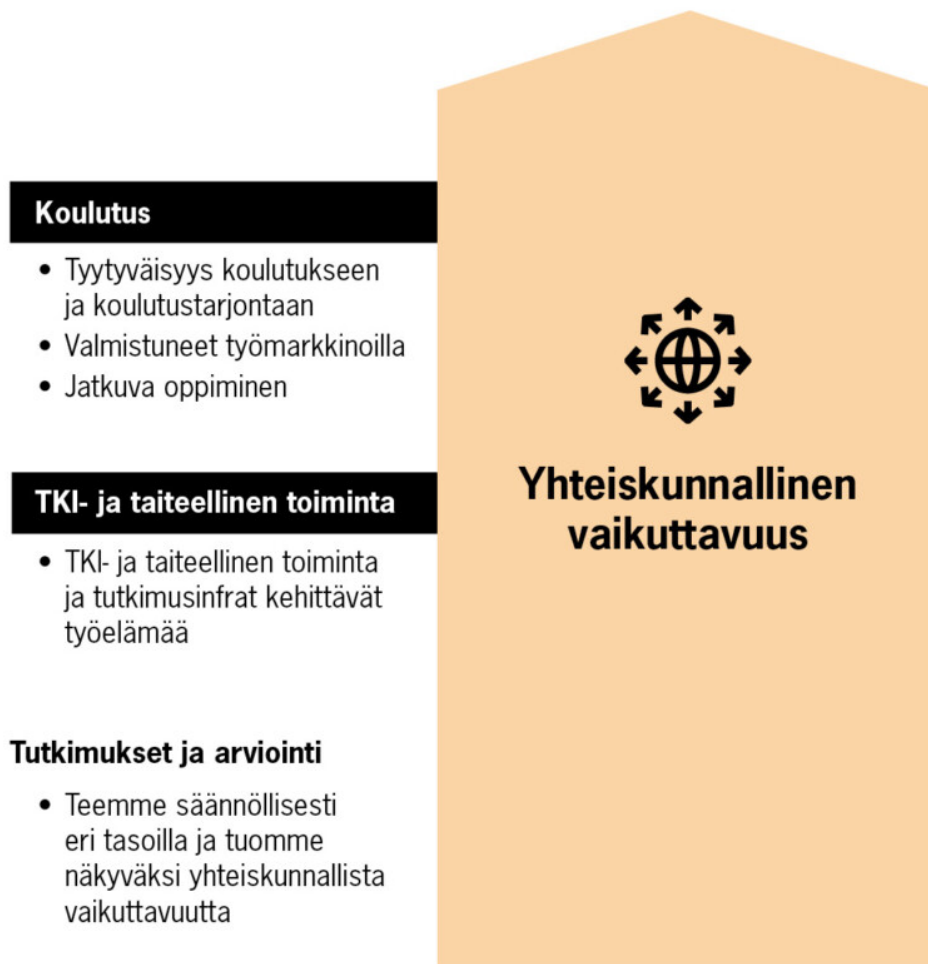 Koulutus
• Tyytyväisyys koulutukseen
ja koulutustarjontaan
• Valmistuneet työmarkkinoilla
• Jatkuva oppiminen
TKI- ja taiteellinen toiminta
• TKI- ja taiteellinen toiminta
ja tutkimusinfrat kehittävät
työelämää
Tutkimukset ja arviointi
• Teemme säännöllisesti
eri tasoilla ja tuomme
näkyväksi yhteiskunnallista
vaikuttavuutta
Yhteiskunnallinen
vaikuttavuus